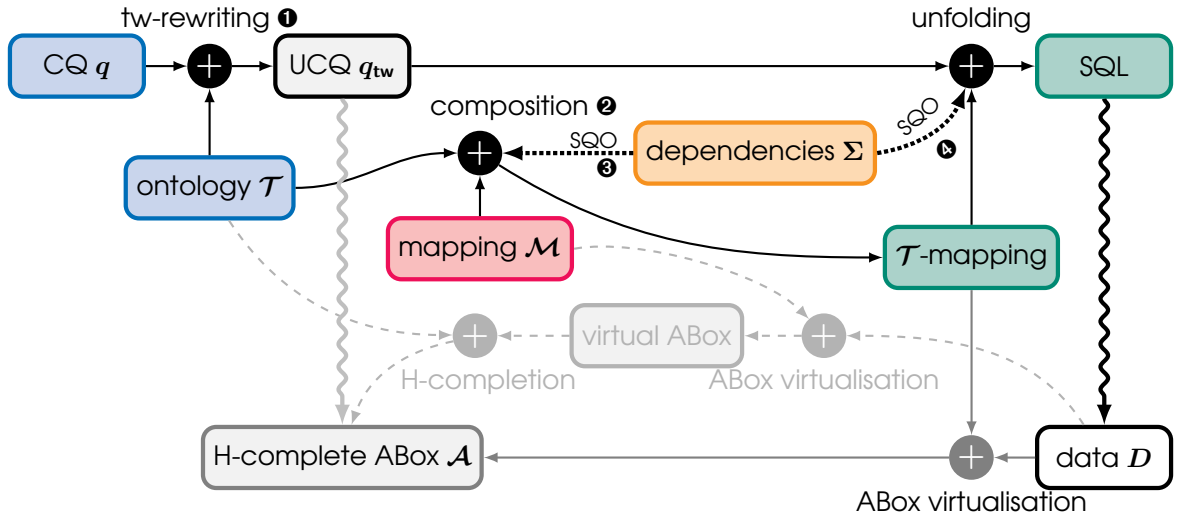 tw-rewriting ❶
unfolding
CQ q
UCQ q_tw
SQL
composition ❷
SQO
SQO
dependencies Σ
❸
❹
ontology 𝒯
mapping ℳ
𝒯-mapping
virtual ABox
H-completion
ABox virtualisation
H-complete ABox 𝒜
data D
ABox virtualisation